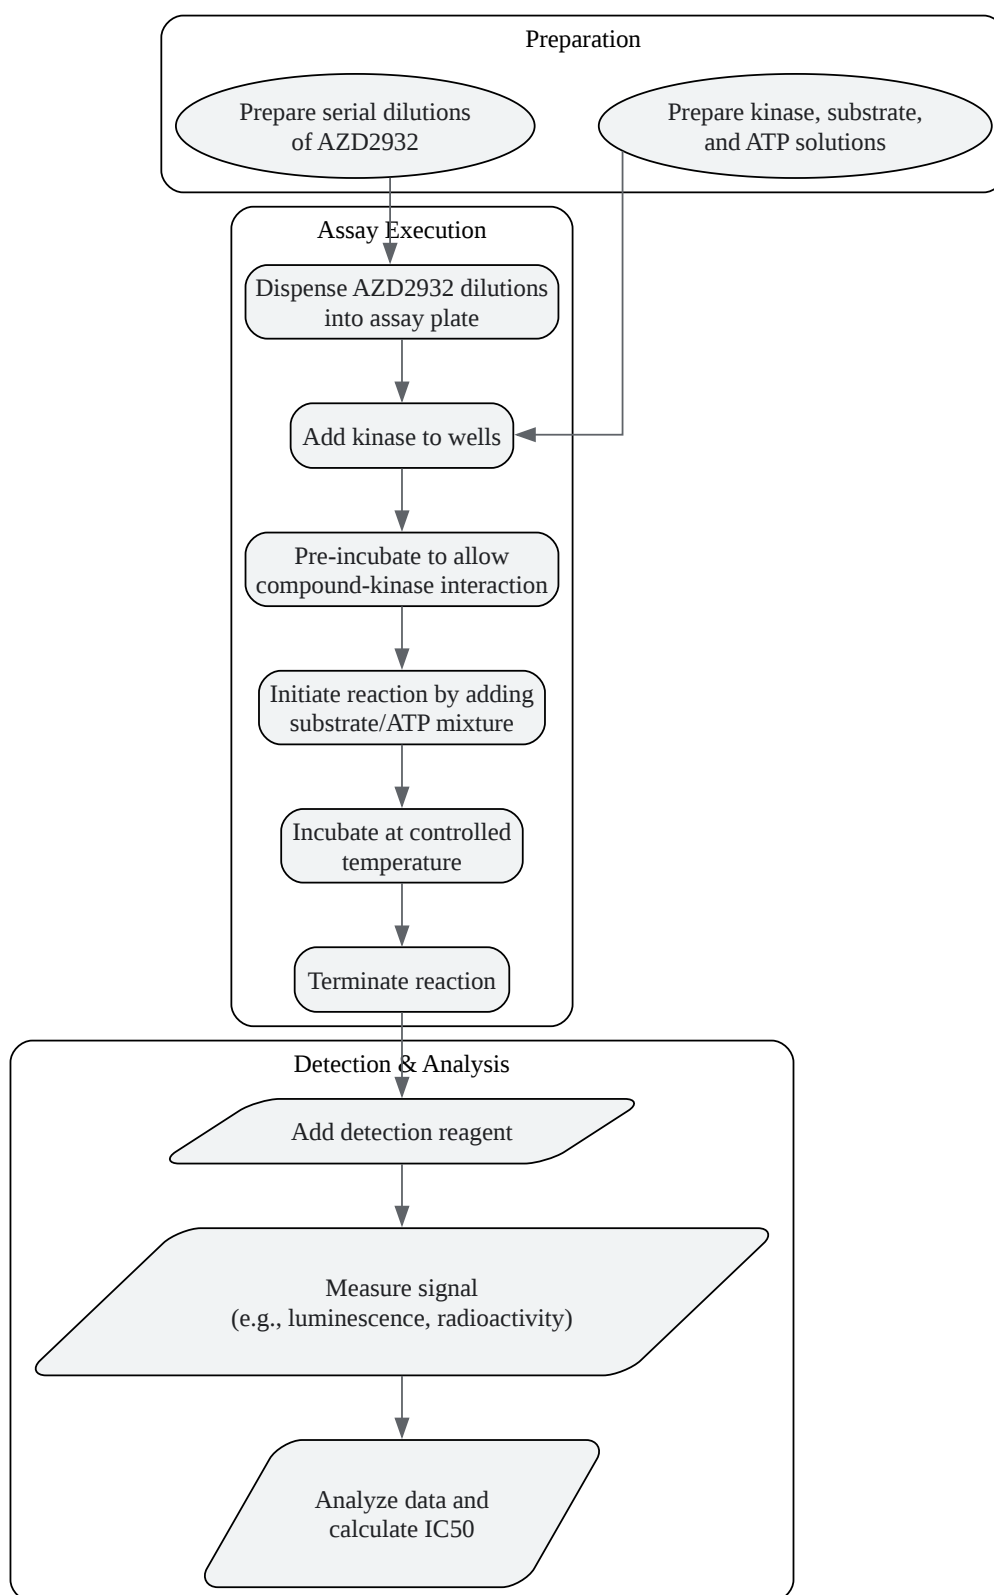 Preparation
Prepare serial dilutions
of AZD2932
Prepare kinase, substrate,
and ATP solutions
Assay Execution
Dispense AZD2932 dilutions
into assay plate
Add kinase to wells
Pre-incubate to allow
compound-kinase interaction
Initiate reaction by adding
substrate/ATP mixture
Incubate at controlled
temperature
Terminate reaction
Detection & Analysis
Add detection reagent
Measure signal
(e.g., luminescence, radioactivity)
Analyze data and
calculate IC50